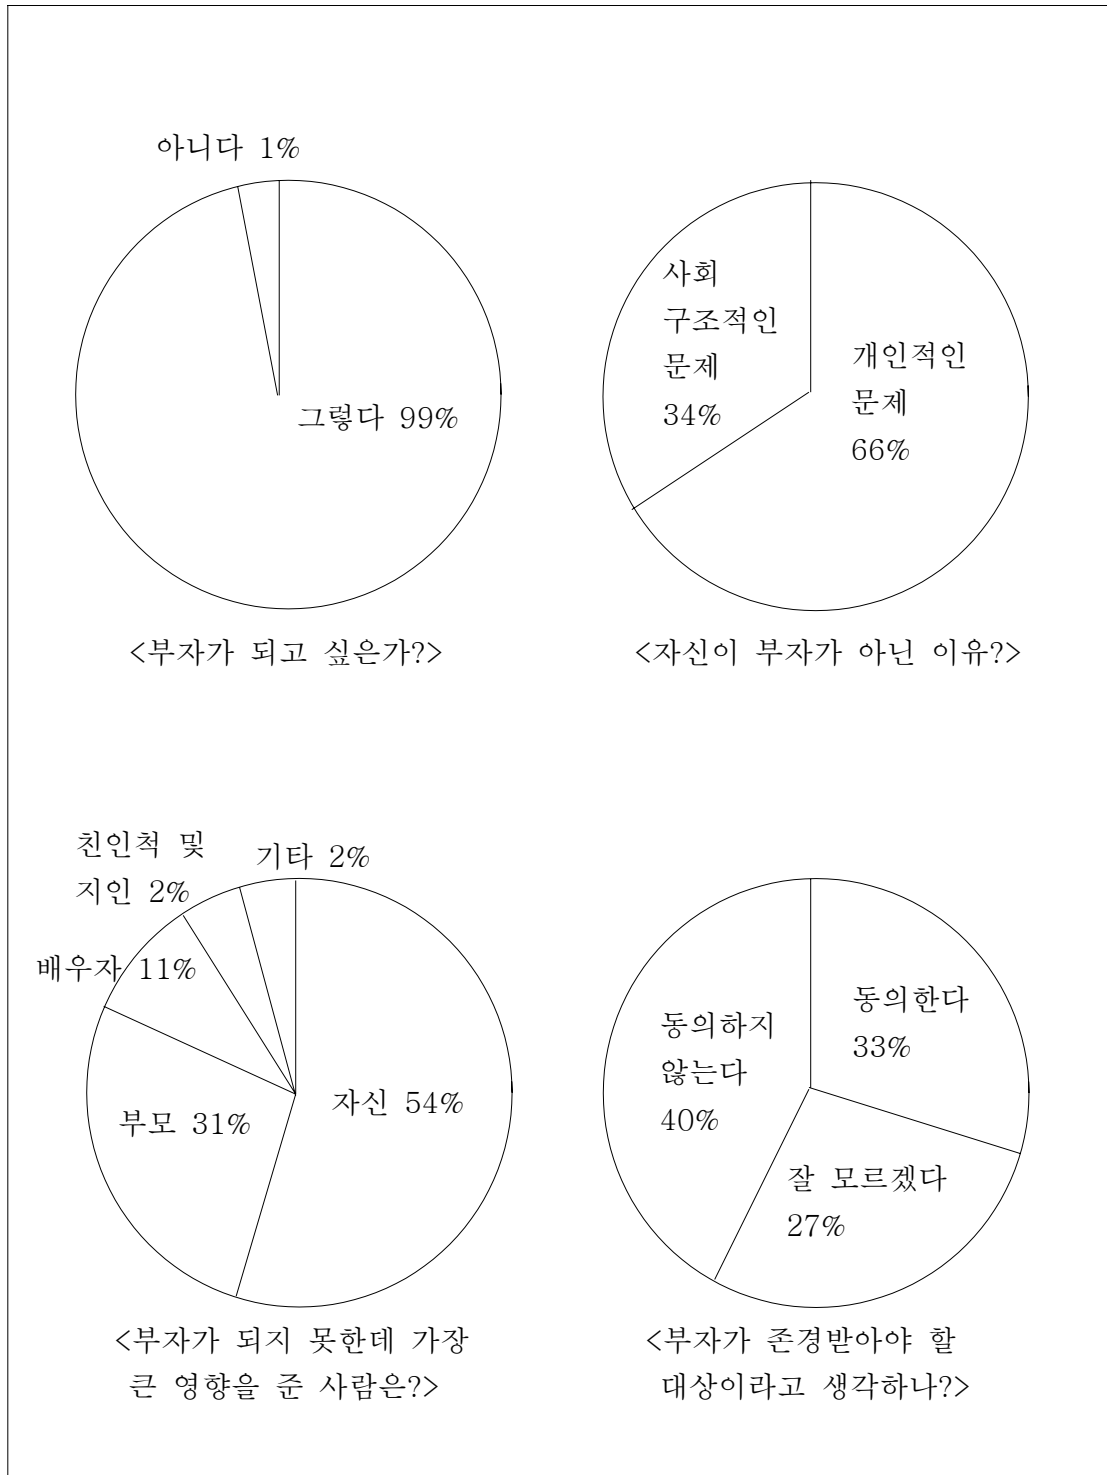 아니다 1%
그렇다 99%
<부자가 되고 싶은가?>
사회
구조적인
문제
34%
개인적인
문제
66%
<자신이 부자가 아닌 이유?>
친인척 및
지인 2%
기타 2%
배우자 11%
부모 31%
자신 54%
<부자가 되지 못한데 가장
큰 영향을 준 사람은?>
동의하지
않는다
40%
동의한다
33%
잘 모르겠다
27%
<부자가 존경받아야 할
대상이라고 생각하나?>